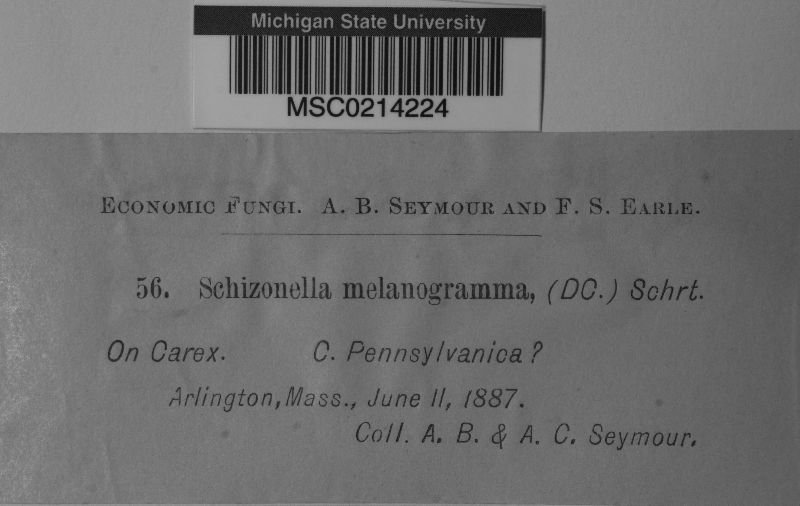 Michigan State University
MSC0214224
Economic Fungi. A. B. Seymour and F. S. Earle.
56. Schizonella melanogramma, (DC.) Schrt.
On Carex. C. Pennsylvanica?
Arlington, Mass., June 11, 1887.
Coll. A. B. & A. C. Seymour.